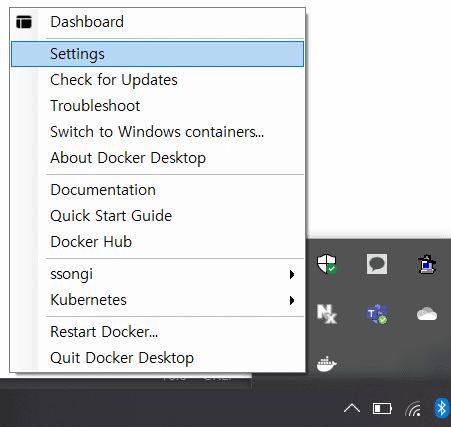 Dashboard
Settings
Check for Updates
Troubleshoot
Switch to Windows containers...
About Docker Desktop
Documentation
Quick Start Guide
Docker Hub
ssongi
Kubernetes
Restart Docker...
Quit Docker Desktop